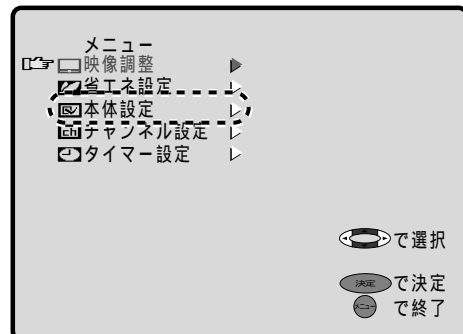 メニュー
映像調整
省エネ設定
本体設定
ch チャンネル設定
タイマー設定
で選択
決定 で決定
メニュー で終了